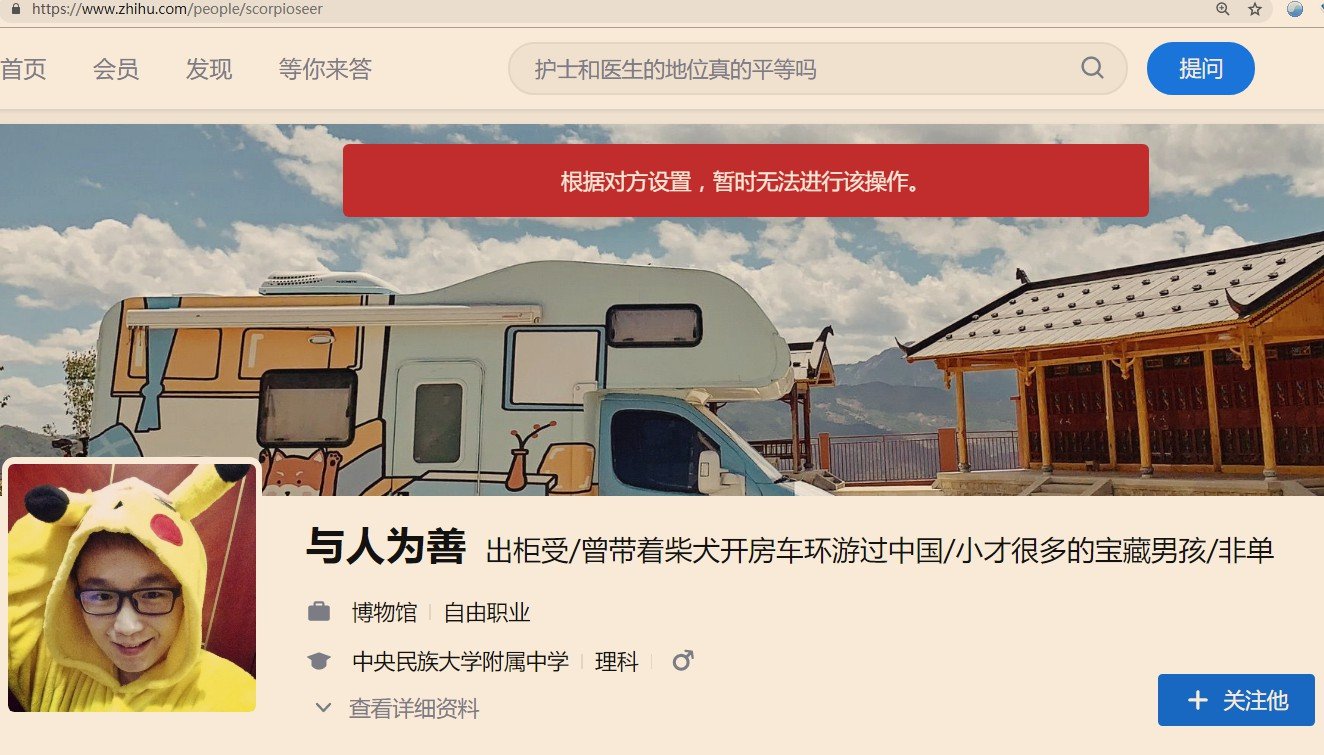 https://www.zhihu.com/people/scorpioseer
首页 会员 发现 等你来答 护士和医生的地位真的平等吗 提问
根据对方设置，暂时无法进行该操作。
与人为善 出柜受/曾带着柴犬开房车环游过中国/小才很多的宝藏男孩/非单
博物馆 自由职业
中央民族大学附属中学 理科
查看详细资料
+ 关注他